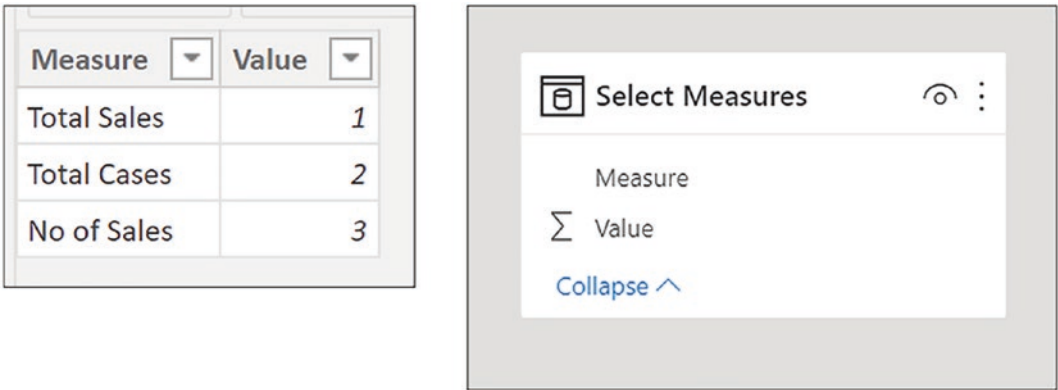 Measure Value
Total Sales 1
Total Cases 2
No of Sales 3
Select Measures
Measure
Σ Value
Collapse